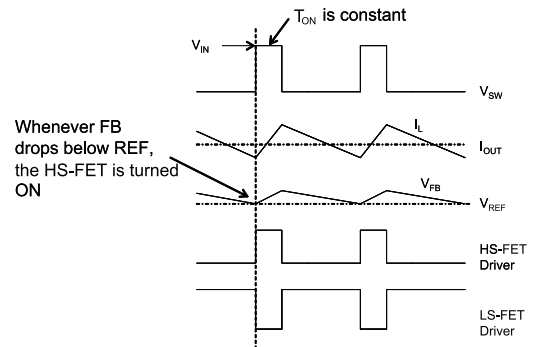 T_ON is constant
V_IN
V_SW
Whenever FB
drops below REF,
the HS-FET is turned
ON
I_L
I_OUT
V_FB
V_REF
HS-FET
Driver
LS-FET
Driver